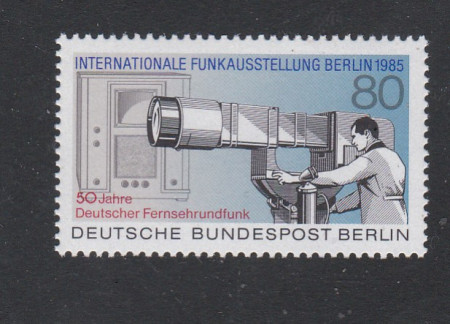 INTERNATIONALE FUNKAUSSTELLUNG BERLIN 1985
80
50 Jahre
Deutscher Fernsehrundfunk
DEUTSCHE BUNDESPOST BERLIN